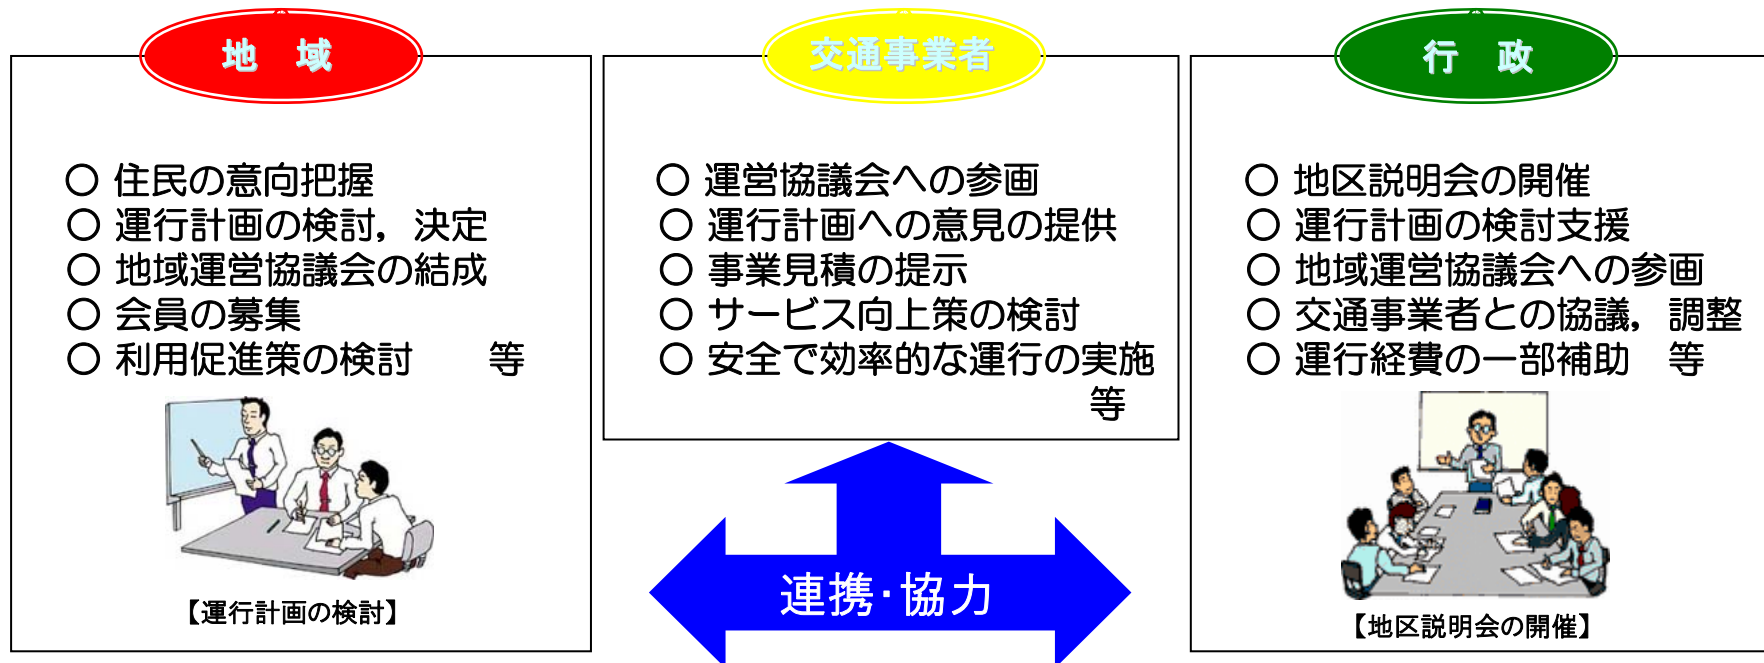 地　域
○ 住民の意向把握
○ 運行計画の検討，決定
○ 地域運営協議会の結成
○ 会員の募集
○ 利用促進策の検討　　等
【運行計画の検討】
交通事業者
○ 運営協議会への参画
○ 運行計画への意見の提供
○ 事業見積の提示
○ サービス向上策の検討
○ 安全で効率的な運行の実施
等
連携・協力
行　政
○ 地区説明会の開催
○ 運行計画の検討支援
○ 地域運営協議会への参画
○ 交通事業者との協議，調整
○ 運行経費の一部補助　等
【地区説明会の開催】